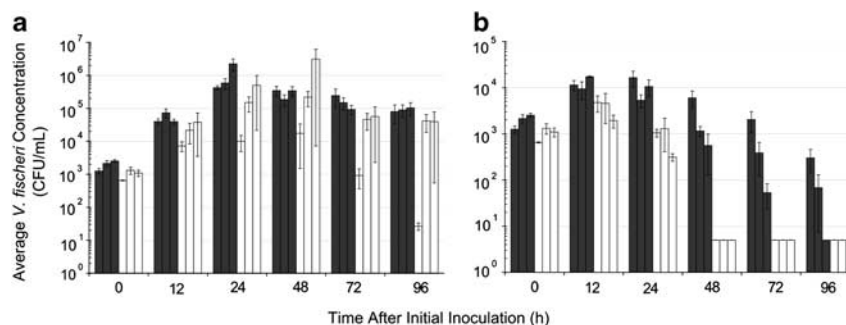 a
b
Average V. fischeri Concentration
(CFU/mL)
10⁷
10⁶
10⁵
10⁴
10³
10²
10¹
10⁰
0 12 24 48 72 96
10⁵
10⁴
10³
10²
10¹
10⁰
0 12 24 48 72 96
Time After Initial Inoculation (h)